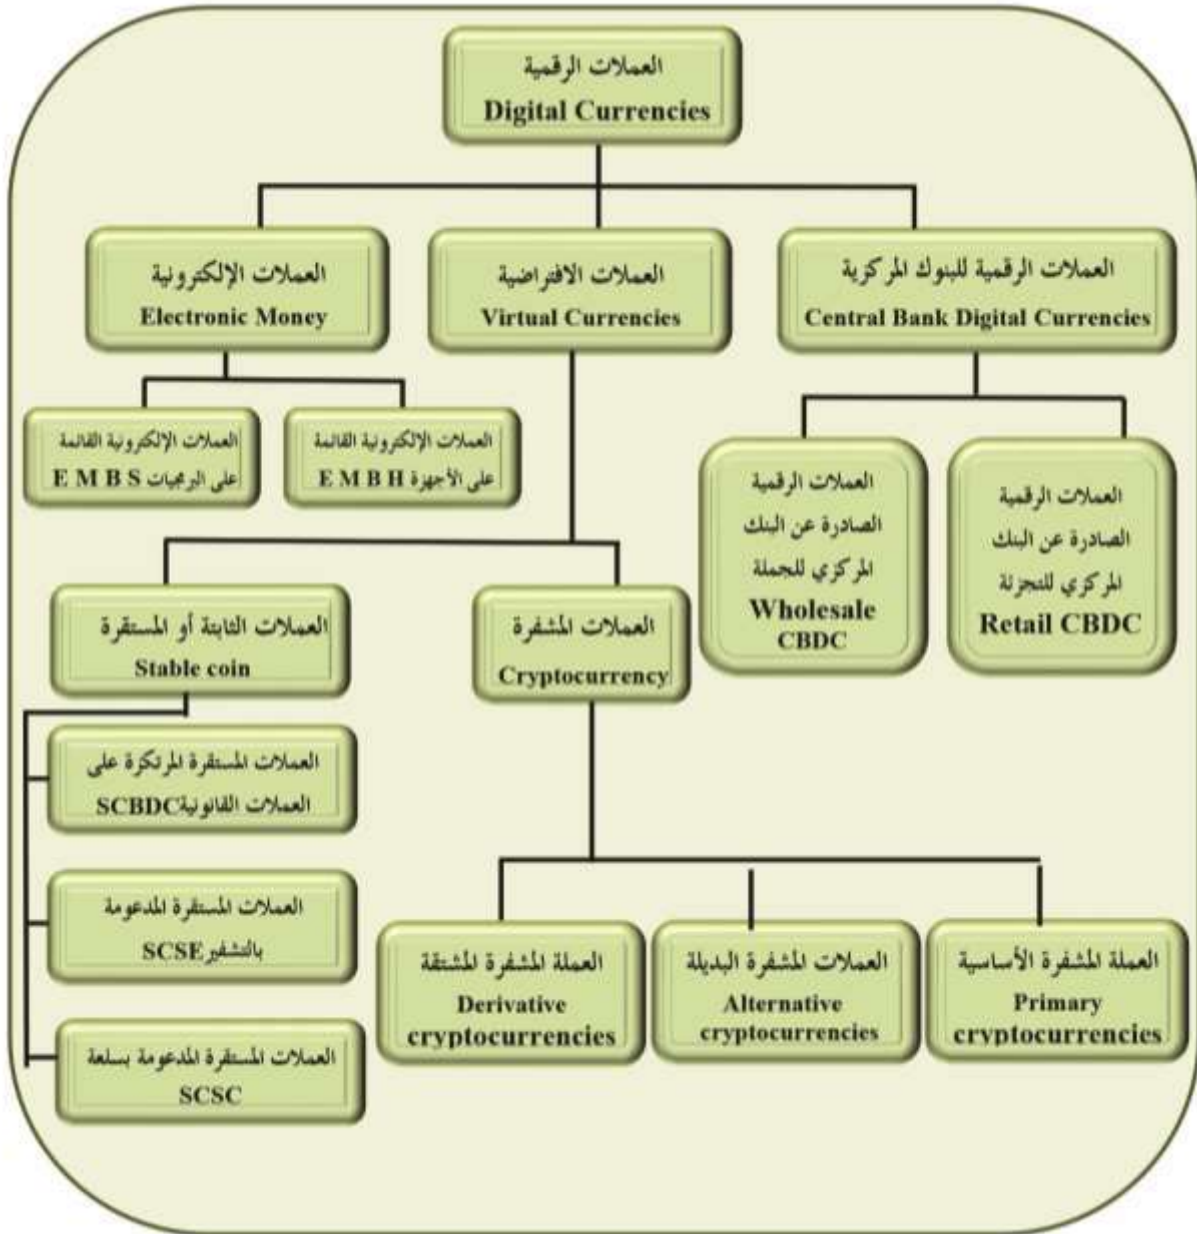 العملات الرقمية
Digital Currencies
العملات الرقمية للبنوك المركزية
Central Bank Digital Currencies
العملات الافتراضية
Virtual Currencies
العملات الإلكترونية
Electronic Money
العملات الإلكترونية القائمة
على الأجهزة E M B H
العملات الإلكترونية القائمة
على البرمجيات E M B S
العملات الرقمية
الصادرة عن البنك
المركزي للتجزئة
Retail CBDC
العملات الرقمية
الصادرة عن البنك
المركزي للجملة
Wholesale
CBDC
العملات المشفرة
Cryptocurrency
العملات الثابتة أو المستقرة
Stable coin
العملات المستقرة المرتكزة على
العملات القانونيةSCBDC
العملات المستقرة المدعومة
بالتشفيرSCSE
العملات المستقرة المدعومة بسلعة
SCSC
العملة المشفرة الأساسية
Primary
cryptocurrencies
العملات المشفرة البديلة
Alternative
cryptocurrencies
العملة المشفرة المشتقة
Derivative
cryptocurrencies